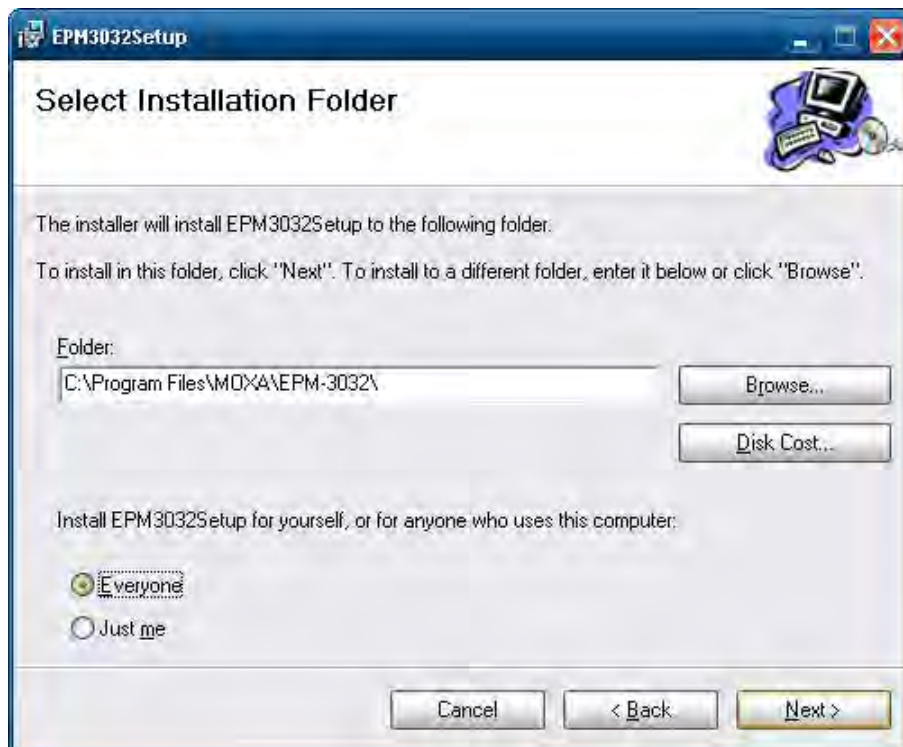 EPM3032Setup
Select Installation Folder
The installer will install EPM3032Setup to the following folder.
To install in this folder, click "Next". To install to a different folder, enter it below or click "Browse".
Folder:
C:\Program Files\MOXA\EPM-3032\
Browse...
Disk Cost...
Install EPM3032Setup for yourself, or for anyone who uses this computer:
Everyone
Just me
Cancel
< Back
Next >